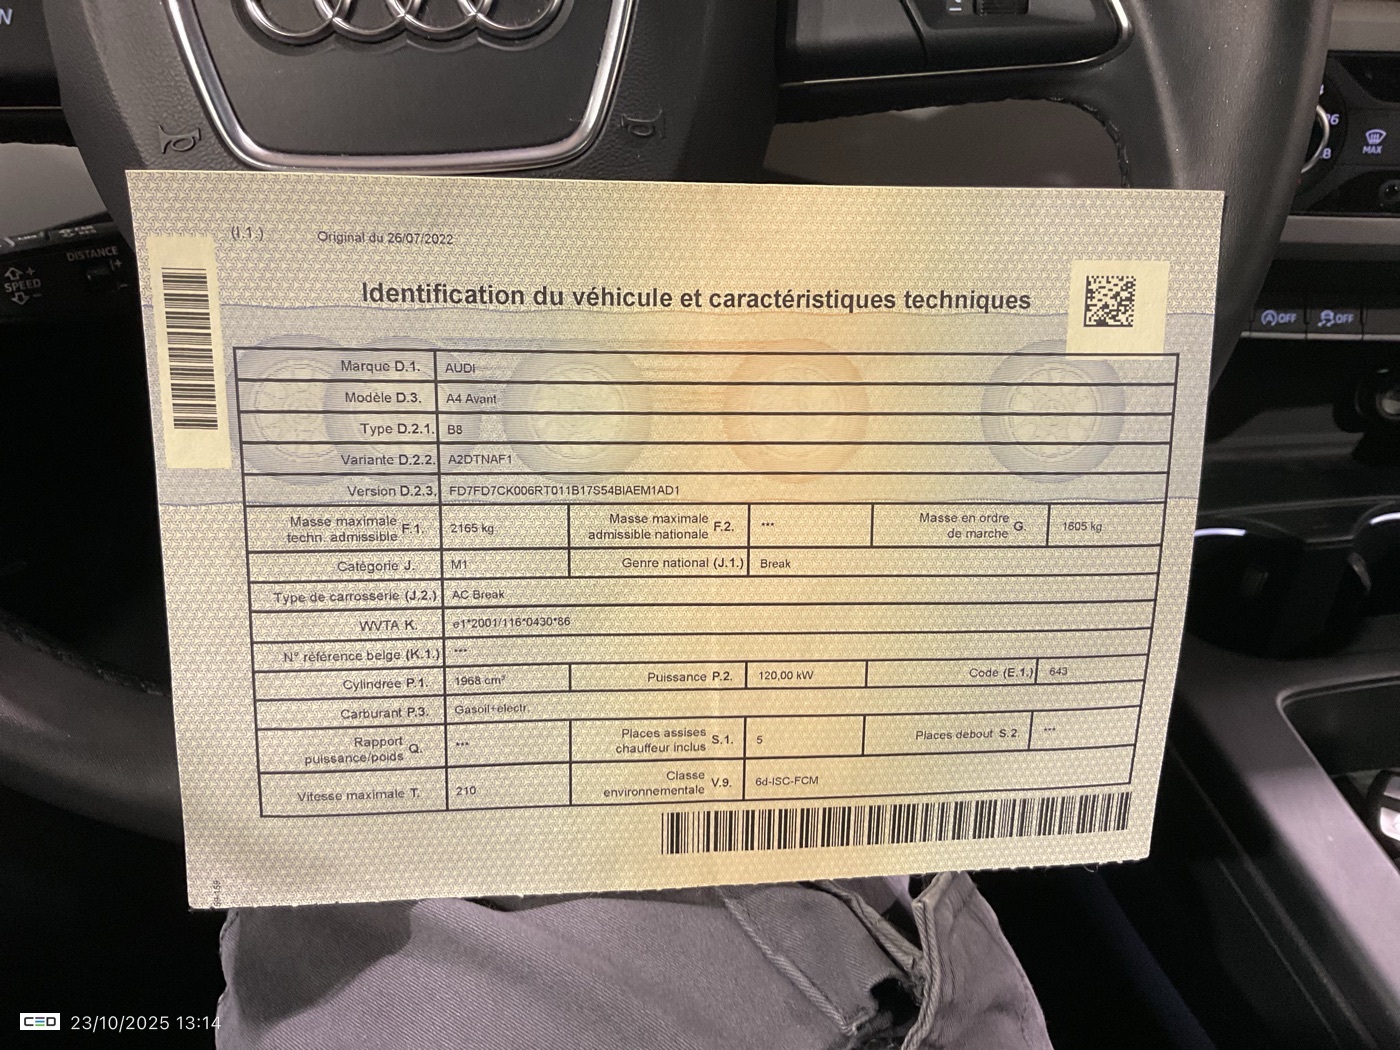 N
DISTANCE
SPEED
86
8
MAX
OFF
OFF
(I.1.) Original du 26/07/2022
Identification du véhicule et caractéristiques techniques
Marque D.1. AUDI
Modèle D.3. A4 Avant
Type D.2.1. B8
Variante D.2.2. A2DTNAF1
Version D.2.3. FD7FD7CK006RT011B17S54BIAEM1AD1
Masse maximale techn. admissible F.1. 2165 kg Masse maximale admissible nationale F.2. *** Masse en ordre de marche G. 1605 kg
Catégorie J. M1 Genre national (J.1.) Break
Type de carrosserie (J.2.) AC Break
WVTA K. e1*2001/116*0430*86
N° référence belge (K.1.) ***
Cylindrée P.1. 1968 cm³ Puissance P.2. 120,00 kW Code (E.1.) 643
Carburant P.3. Gasoil+electr.
Rapport puissance/poids Q. *** Places assises chauffeur inclus S.1. 5 Places debout S.2. ***
Vitesse maximale T. 210 Classe environnementale V.9. 6d-ISC-FCM
CED 23/10/2025 13:14